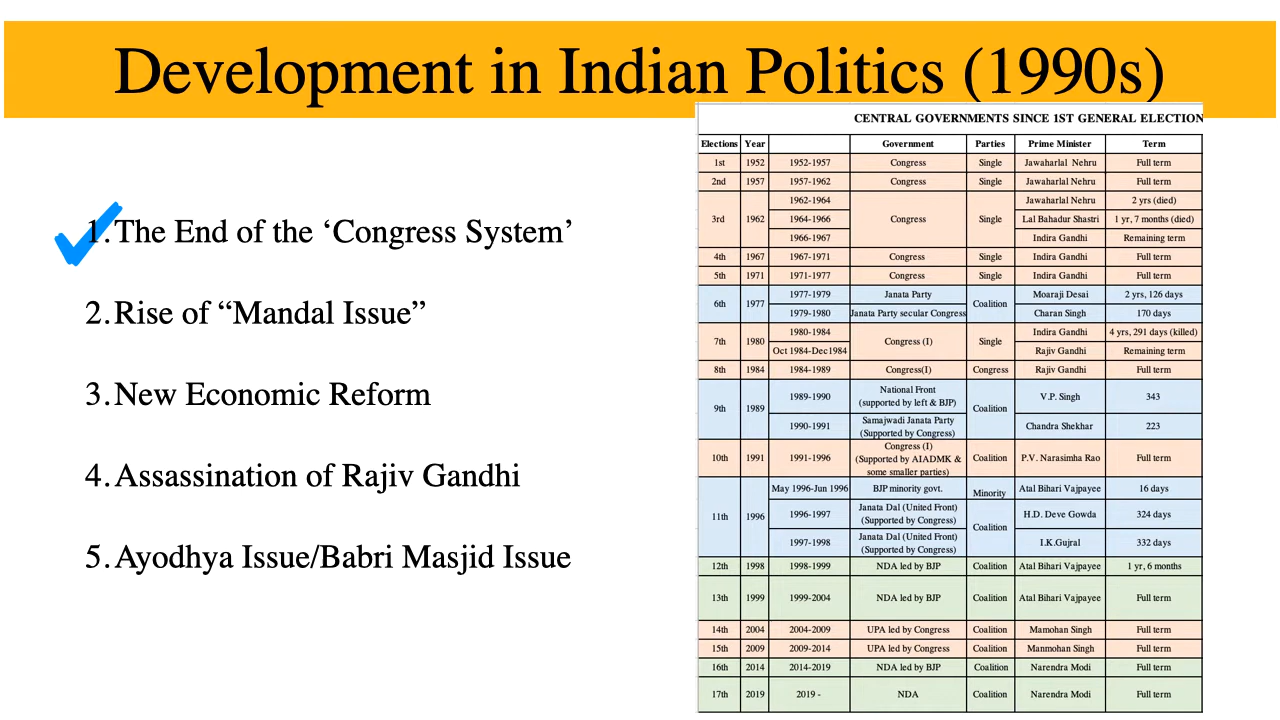 Development in Indian Politics (1990s)
1. The End of the ‘Congress System’
2. Rise of “Mandal Issue”
3. New Economic Reform
4. Assassination of Rajiv Gandhi
5. Ayodhya Issue/Babri Masjid Issue
CENTRAL GOVERNMENTS SINCE 1ST GENERAL ELECTION
Elections Year Government Parties Prime Minister Term
1st 1952 1952-1957 Congress Single Jawaharlal Nehru Full term
2nd 1957 1957-1962 Congress Single Jawaharlal Nehru Full term
3rd 1962 1962-1964 Congress Single Jawaharlal Nehru 2 yrs (died)
1964-1966 Lal Bahadur Shastri 1 yr, 7 months (died)
1966-1967 Indira Gandhi Remaining term
4th 1967 1967-1971 Congress Single Indira Gandhi Full term
5th 1971 1971-1977 Congress Single Indira Gandhi Full term
6th 1977 1977-1979 Janata Party Coalition Moaraji Desai 2 yrs, 126 days
1979-1980 Janata Party secular Congress Charan Singh 170 days
7th 1980 1980-1984 Congress (I) Single Indira Gandhi 4 yrs, 291 days (killed)
Oct 1984-Dec1984 Rajiv Gandhi Remaining term
8th 1984 1984-1989 Congress(I) Congress Rajiv Gandhi Full term
9th 1989 1989-1990 National Front
(supported by left & BJP) Coalition V.P. Singh 343
1990-1991 Samajwadi Janata Party
(Supported by Congress) Chandra Shekhar 223
10th 1991 1991-1996 Congress (I)
(Supported by AIADMK &
some smaller parties) Coalition P.V. Narasimha Rao Full term
11th 1996 May 1996-Jun 1996 BJP minority govt. Minority Atal Bihari Vajpayee 16 days
1996-1997 Janata Dal (United Front)
(Supported by Congress) Coalition H.D. Deve Gowda 324 days
1997-1998 Janata Dal (United Front)
(Supported by Congress) I.K.Gujral 332 days
12th 1998 1998-1999 NDA led by BJP Coalition Atal Bihari Vajpayee 1 yr, 6 months
13th 1999 1999-2004 NDA led by BJP Coalition Atal Bihari Vajpayee Full term
14th 2004 2004-2009 UPA led by Congress Coalition Mamohan Singh Full term
15th 2009 2009-2014 UPA led by Congress Coalition Manmohan Singh Full term
16th 2014 2014-2019 NDA led by BJP Coalition Narendra Modi Full term
17th 2019 2019 - NDA Coalition Narendra Modi Full term